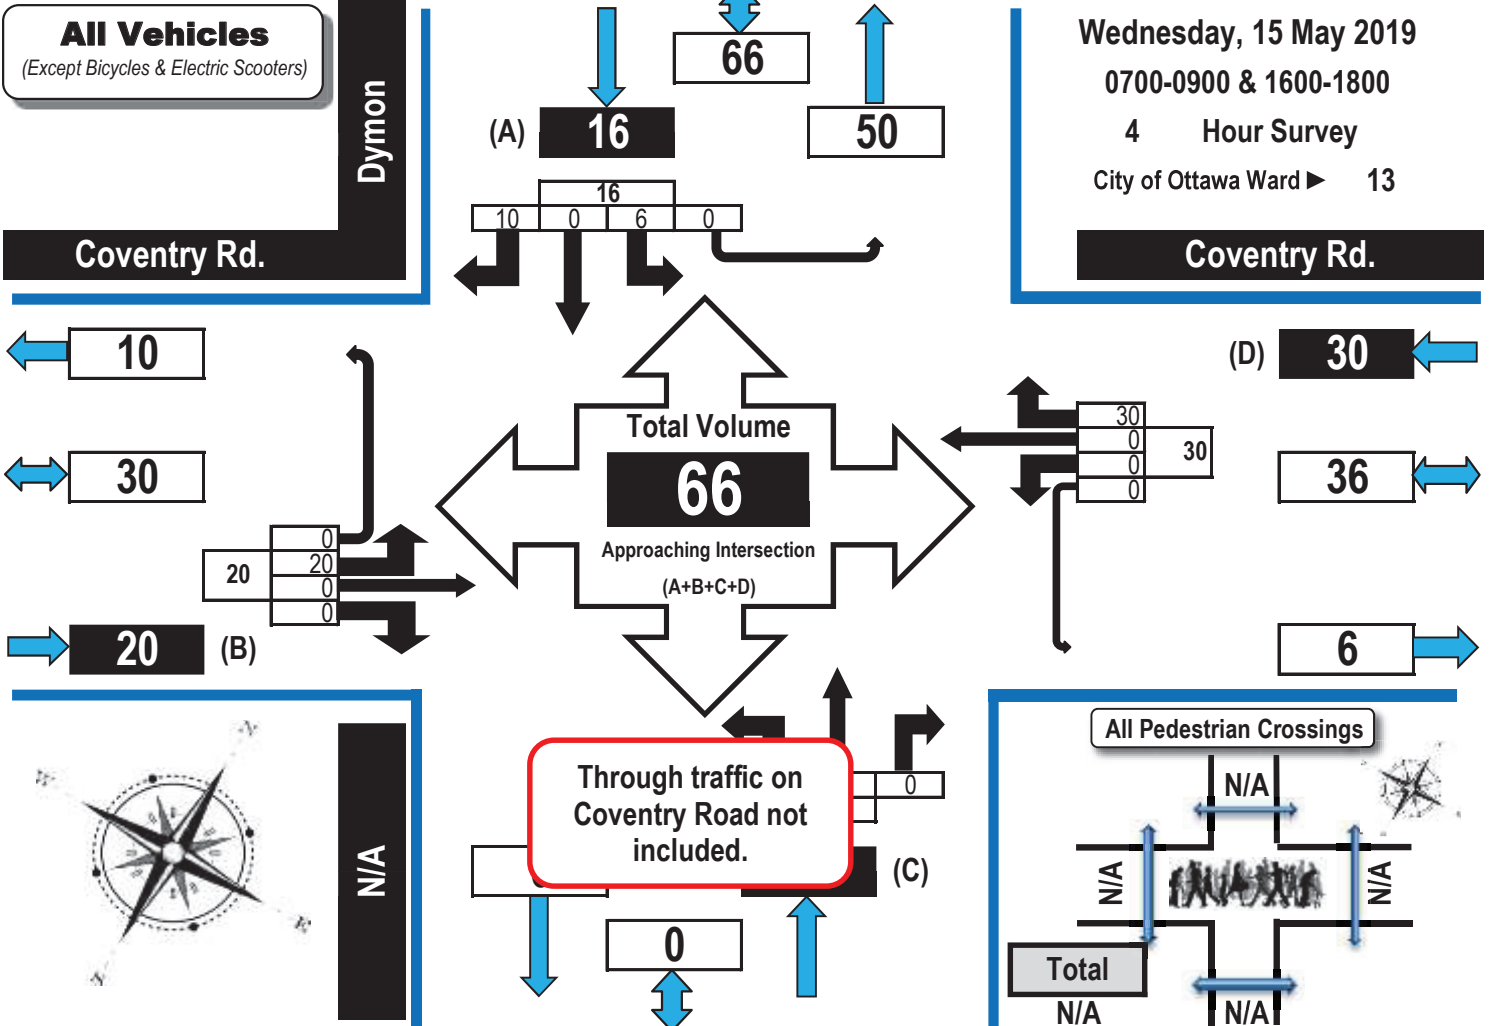 All Vehicles
(Except Bicycles & Electric Scooters)
Dymon
Coventry Rd.
66
(A) 16
50
16
10 0 6 0
Wednesday, 15 May 2019
0700-0900 & 1600-1800
4 Hour Survey
City of Ottawa Ward ► 13
Coventry Rd.
10
30
0
20
0
0
20
20 (B)
Total Volume
66
Approaching Intersection
(A+B+C+D)
(D) 30
30
0
0
0
30
36
6
N/A
Through traffic on
Coventry Road not
included.
0
(C)
0
All Pedestrian Crossings
N/A
N/A
N/A
N/A
Total
N/A